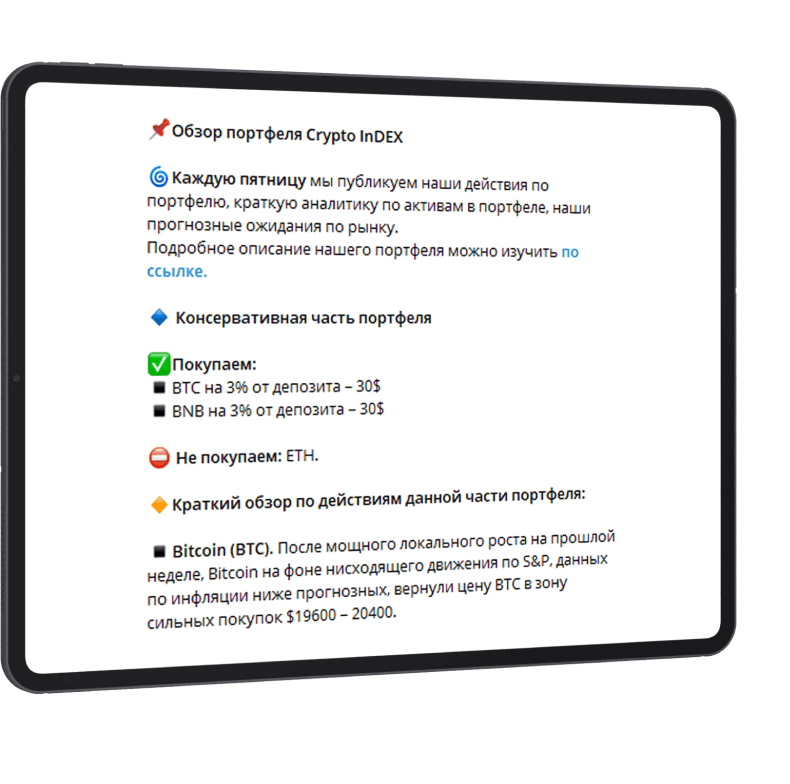 📌Обзор портфеля Crypto InDEX
🌀Каждую пятницу мы публикуем наши действия по
портфелю, краткую аналитику по активам в портфеле, наши
прогнозные ожидания по рынку.
Подробное описание нашего портфеля можно изучить по
ссылке.
🔷 Консервативная часть портфеля
✅Покупаем:
◾ BTC на 3% от депозита – 30$
◾ BNB на 3% от депозита – 30$
⛔ Не покупаем: ETH.
🔶Краткий обзор по действиям данной части портфеля:
◾ Bitcoin (BTC). После мощного локального роста на прошлой
неделе, Bitcoin на фоне нисходящего движения по S&P, данных
по инфляции ниже прогнозных, вернули цену BTC в зону
сильных покупок $19600 – 20400.